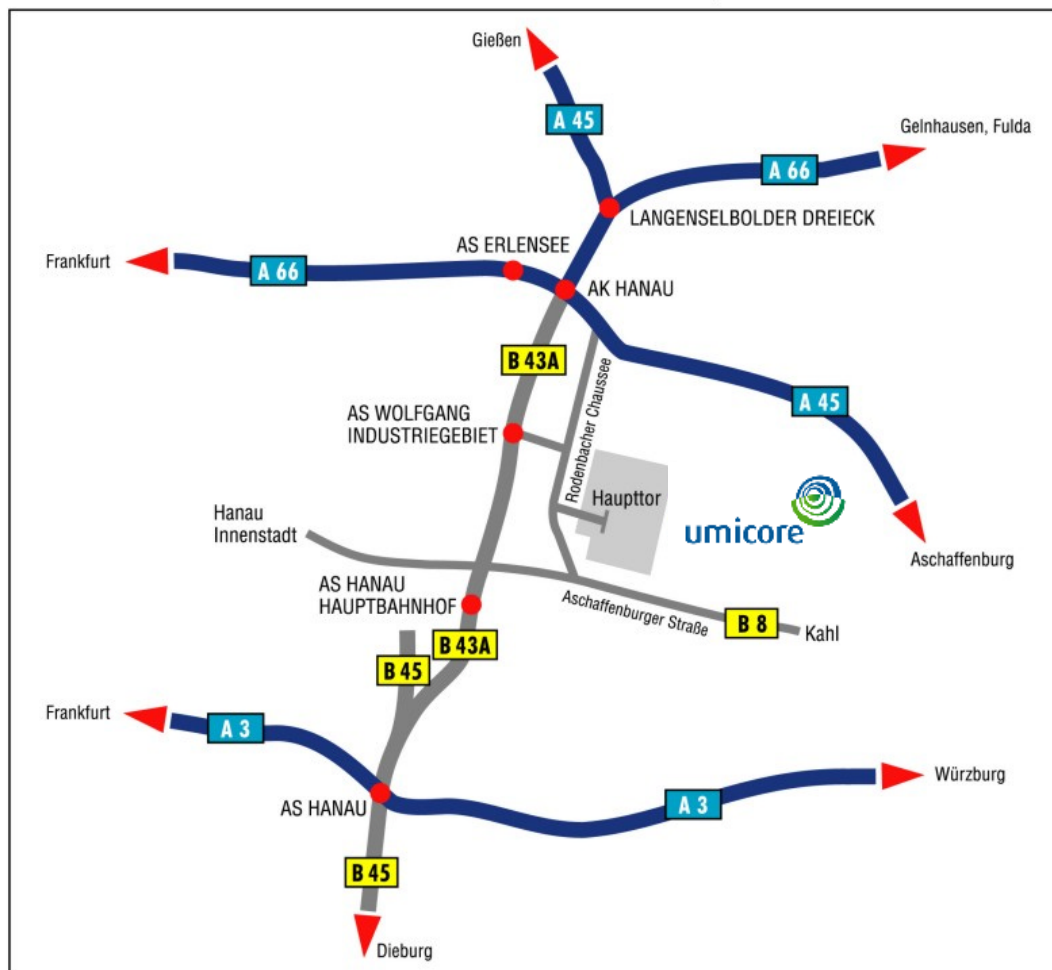 Gießen
A 45
Gelnhausen, Fulda
A 66
LANGENSELBOLDER DREIECK
AS ERLENSEE
Frankfurt
A 66
AK HANAU
B 43A
Rodenbacher Chaussee
A 45
AS WOLFGANG
INDUSTRIEGEBIET
Haupttor
umicore
Hanau
Innenstadt
Aschaffenburg
AS HANAU
HAUPTBAHNHOF
Aschaffenburger Straße
B 8
Kahl
B 43A
B 45
Frankfurt
A 3
Würzburg
A 3
AS HANAU
B 45
Dieburg